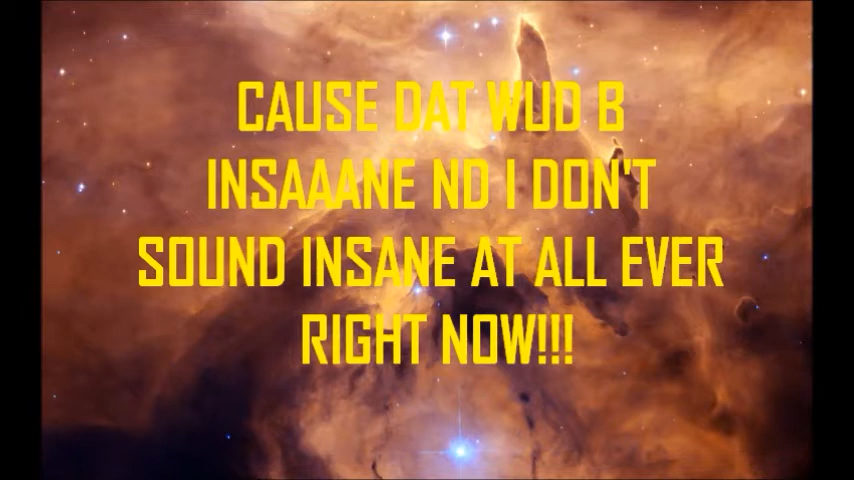 CAUSE DAT WUD B
INSAAANE ND I DON'T
SOUND INSANE AT ALL EVER
RIGHT NOW!!!